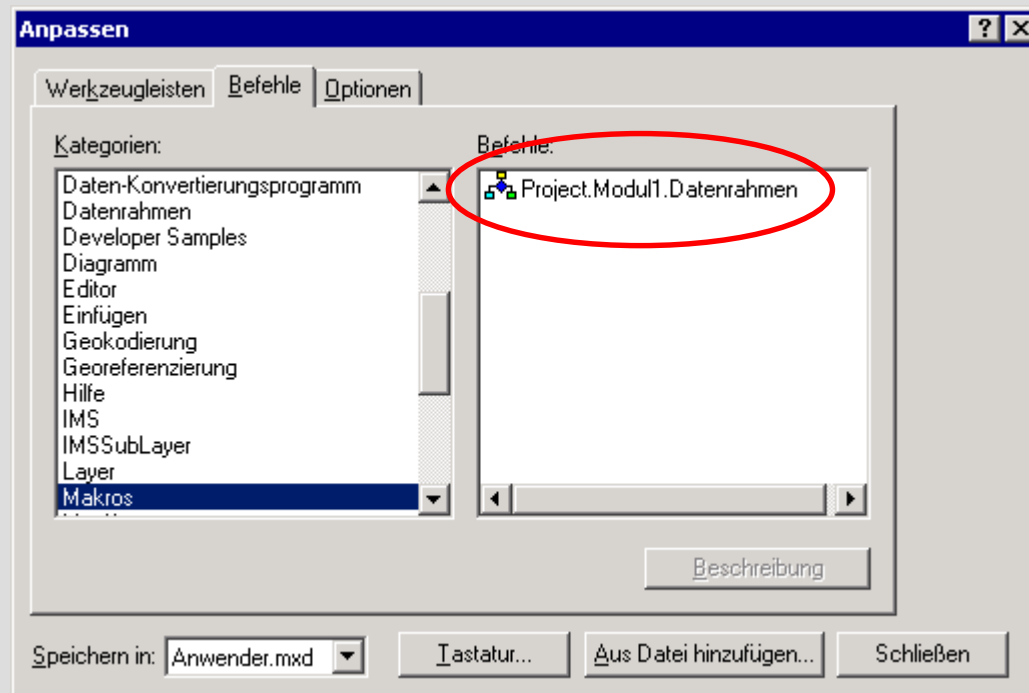 Anpassen
Werkzeugleisten
Befehle
Optionen
Kategorien:
Daten-Konvertierungsprogramm
Datenrahmen
Developer Samples
Diagramm
Editor
Einfügen
Geokodierung
Georeferenzierung
Hilfe
IMS
IMSSubLayer
Layer
Makros
Befehle:
Project.Modul1.Datenrahmen
Beschreibung
Speichern in:
Anwender.mxd
Tastatur...
Aus Datei hinzufügen...
Schließen